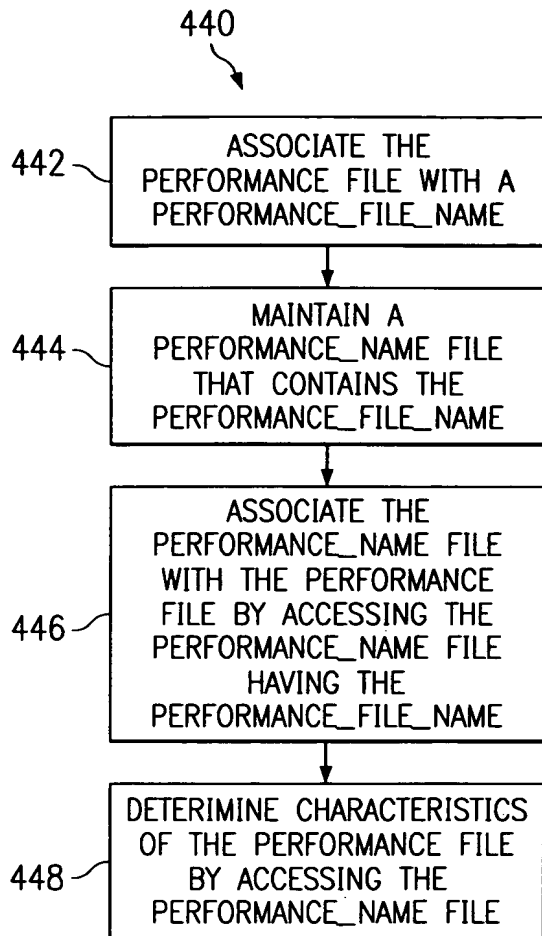 440
442
ASSOCIATE THE
PERFORMANCE FILE WITH A
PERFORMANCE_FILE_NAME
444
MAINTAIN A
PERFORMANCE_NAME FILE
THAT CONTAINS THE
PERFORMANCE_FILE_NAME
446
ASSOCIATE THE
PERFORMANCE_NAME FILE
WITH THE PERFORMANCE
FILE BY ACCESSING THE
PERFORMANCE_NAME FILE
HAVING THE
PERFORMANCE_FILE_NAME
448
DETERIMINE CHARACTERISTICS
OF THE PERFORMANCE FILE
BY ACCESSING THE
PERFORMANCE_NAME FILE